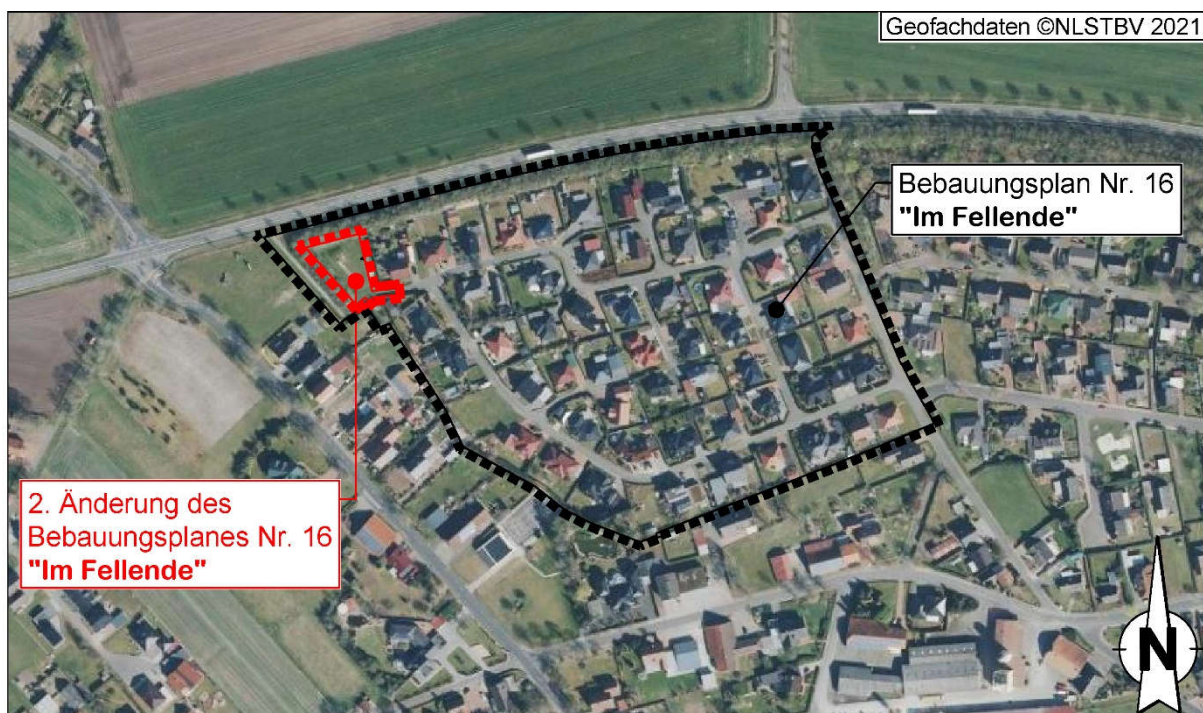 Geofachdaten ©NLSTBV 2021
Bebauungsplan Nr. 16
"Im Fellende"
2. Änderung des
Bebauungsplanes Nr. 16
"Im Fellende"
N